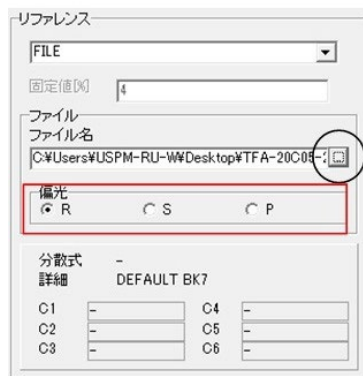 リファレンス
FILE
固定値[%] 4
ファイル
ファイル名
C:¥Users¥USPM-RU-W¥Desktop¥TFA-20C05-2 ...
偏光
R S P
分散式 -
詳細 DEFAULT BK7
C1 - C4 -
C2 - C5 -
C3 - C6 -